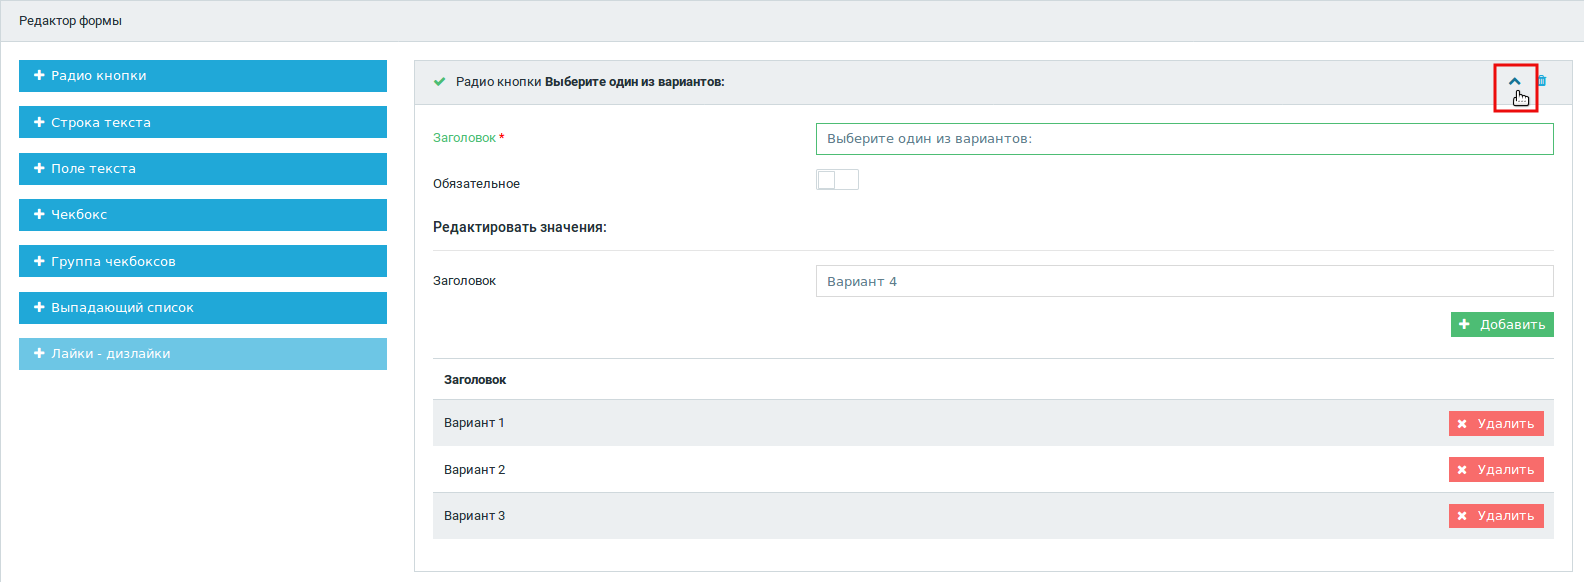 Редактор формы
Радио кнопки
Строка текста
Поле текста
Чекбокс
Группа чекбоксов
Выпадающий список
Лайки - дизлайки
Радио кнопки Выберите один из вариантов:
Заголовок *
Выберите один из вариантов:
Обязательное
Редактировать значения:
Заголовок
Вариант 4
Добавить
Заголовок
Вариант 1
Удалить
Вариант 2
Удалить
Вариант 3
Удалить